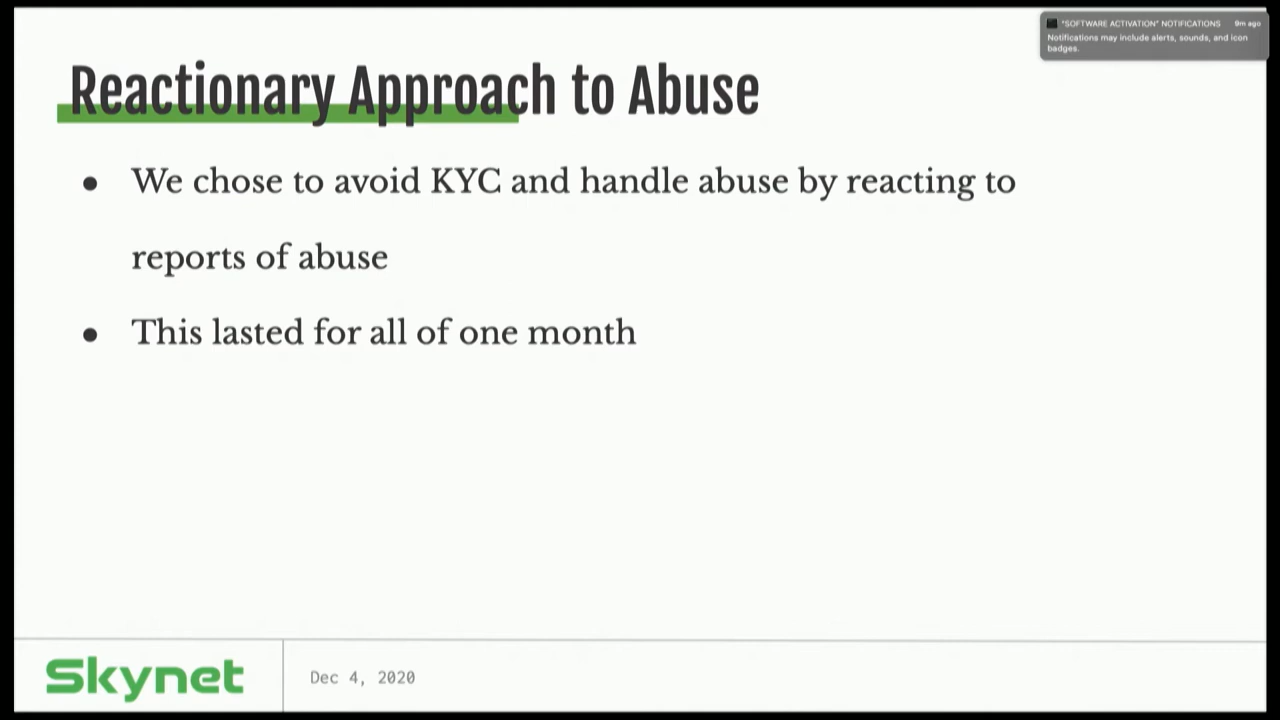 "SOFTWARE ACTIVATION" NOTIFICATIONS 9m ago
Notifications may include alerts, sounds, and icon
badges.
Reactionary Approach to Abuse
● We chose to avoid KYC and handle abuse by reacting to
reports of abuse
● This lasted for all of one month
Skynet
Dec 4, 2020